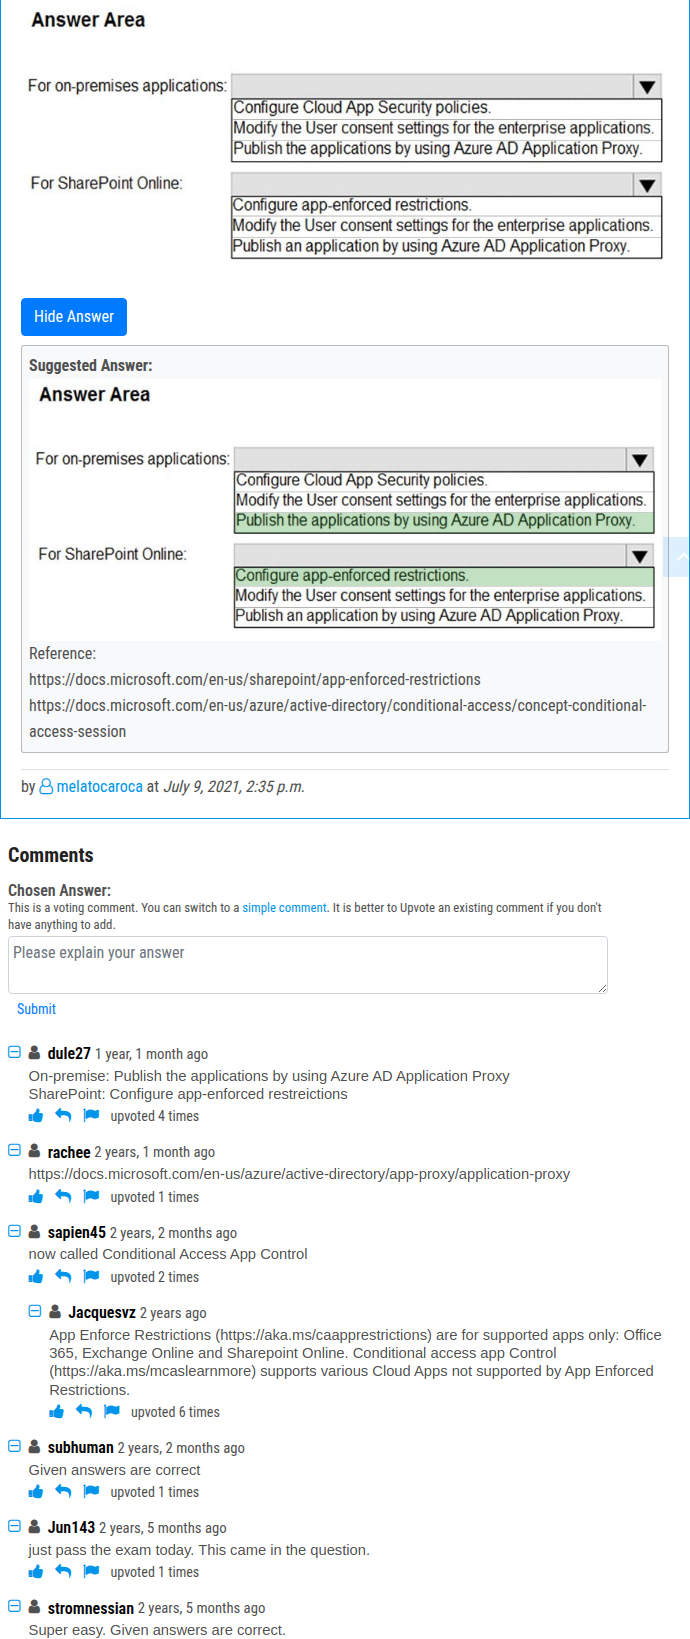 Answer Area
For on-premises applications:
Configure Cloud App Security policies.
Modify the User consent settings for the enterprise applications.
Publish the applications by using Azure AD Application Proxy.
For SharePoint Online:
Configure app-enforced restrictions.
Modify the User consent settings for the enterprise applications.
Publish an application by using Azure AD Application Proxy.
Hide Answer
Suggested Answer:
Answer Area
For on-premises applications:
Configure Cloud App Security policies.
Modify the User consent settings for the enterprise applications.
Publish the applications by using Azure AD Application Proxy.
For SharePoint Online:
Configure app-enforced restrictions.
Modify the User consent settings for the enterprise applications.
Publish an application by using Azure AD Application Proxy.
Reference:
https://docs.microsoft.com/en-us/sharepoint/app-enforced-restrictions
https://docs.microsoft.com/en-us/azure/active-directory/conditional-access/concept-conditional-
access-session
by melatocaroca at July 9, 2021, 2:35 p.m.
Comments
Chosen Answer:
This is a voting comment. You can switch to a simple comment. It is better to Upvote an existing comment if you don't
have anything to add.
Please explain your answer
Submit
dule27 1 year, 1 month ago
On-premise: Publish the applications by using Azure AD Application Proxy
SharePoint: Configure app-enforced restreictions
upvoted 4 times
rachee 2 years, 1 month ago
https://docs.microsoft.com/en-us/azure/active-directory/app-proxy/application-proxy
upvoted 1 times
sapien45 2 years, 2 months ago
now called Conditional Access App Control
upvoted 2 times
Jacquesvz 2 years ago
App Enforce Restrictions (https://aka.ms/caapprestrictions) are for supported apps only: Office
365, Exchange Online and Sharepoint Online. Conditional access app Control
(https://aka.ms/mcaslearnmore) supports various Cloud Apps not supported by App Enforced
Restrictions.
upvoted 6 times
subhuman 2 years, 2 months ago
Given answers are correct
upvoted 1 times
Jun143 2 years, 5 months ago
just pass the exam today. This came in the question.
upvoted 1 times
stromnessian 2 years, 5 months ago
Super easy. Given answers are correct.